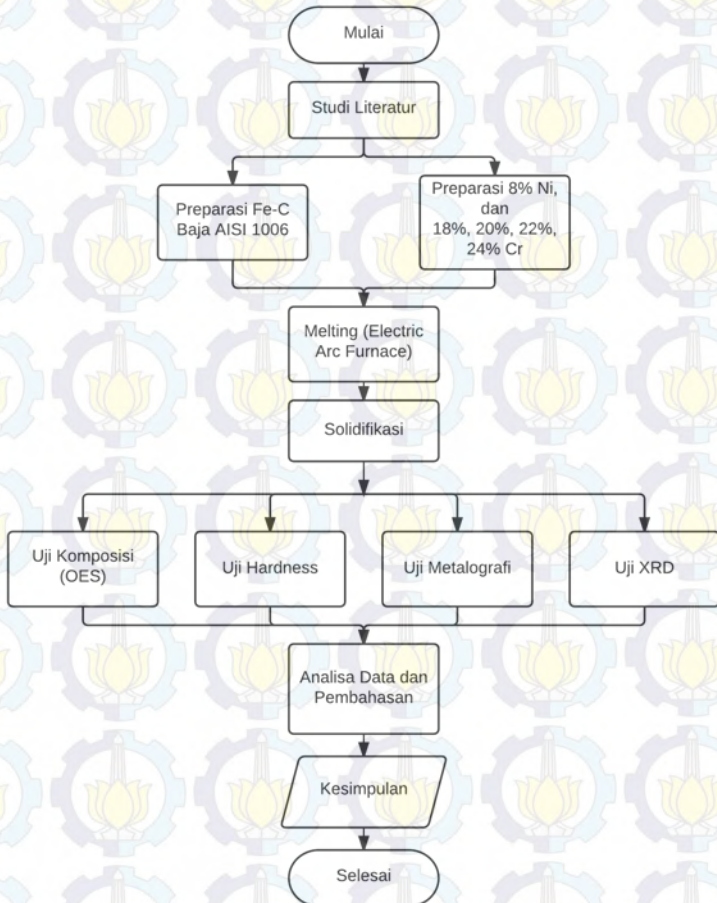 Mulai
Studi Literatur
Preparasi Fe-C
Baja AISI 1006
Preparasi 8% Ni,
dan
18%, 20%, 22%,
24% Cr
Melting (Electric
Arc Furnace)
Solidifikasi
Uji Komposisi
(OES)
Uji Hardness
Uji Metalografi
Uji XRD
Analisa Data dan
Pembahasan
Kesimpulan
Selesai